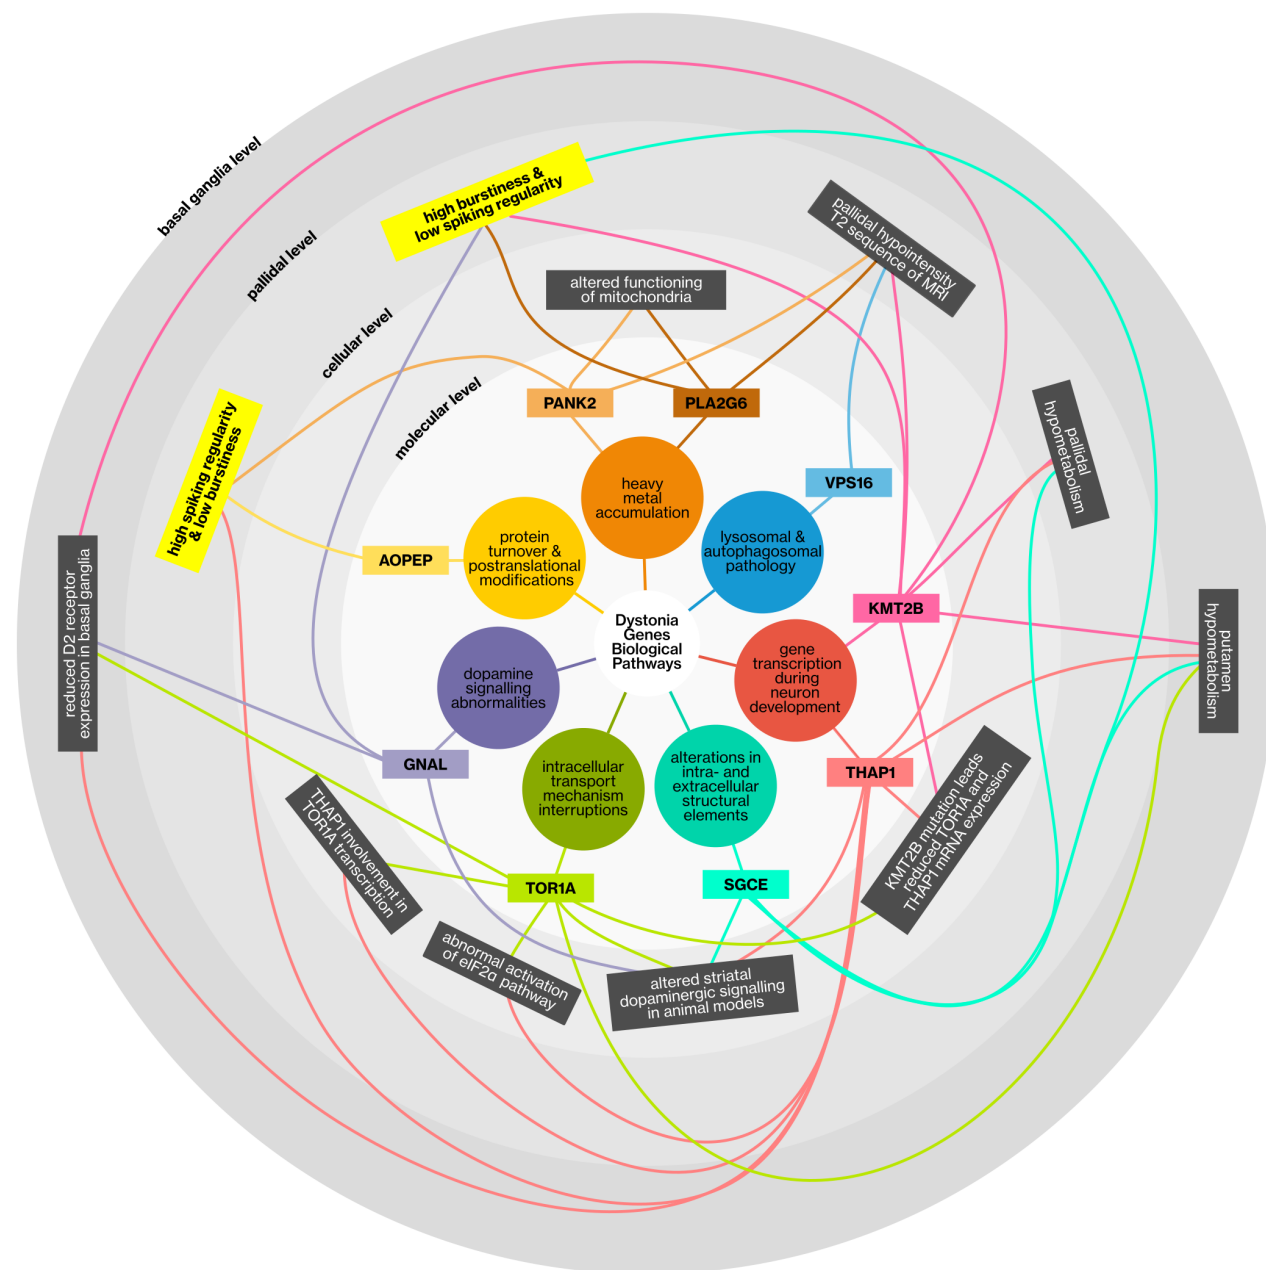 basal ganglia level
pallidal level
cellular level
molecular level
high burstiness &
low spiking regularity
pallidal hypointensity
T2 sequence of MRI
altered functioning
of mitochondria
PANK2
PLA2G6
VPS16
pallidal
hypometabolism
high spiking regularity
& low burstiness
AOPEP
heavy
metal
accumulation
protein
turnover &
postranslational
modifications
lysosomal &
autophagosomal
pathology
KMT2B
reduced D2 receptor
expression in basal ganglia
Dystonia
Genes
Biological
Pathways
putamen
hypometabolism
dopamine
signalling
abnormalities
gene
transcription
during
neuron
development
GNAL
THAP1
intracellular
transport
mechanism
interruptions
alterations in
intra- and
extracellular
structural
elements
THAP1 involvement in
TOR1A transcription
KMT2B mutation leads
reduced TOR1A and
THAP1 mRNA expression
TOR1A
SGCE
abnormal activation
of eIF2α pathway
altered striatal
dopaminergic signalling
in animal models